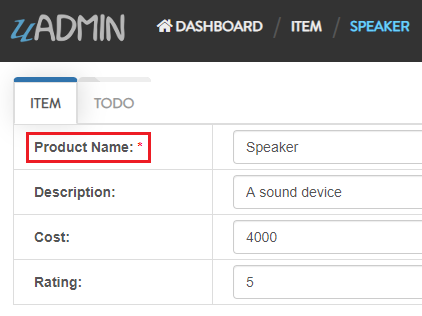 uADMIN DASHBOARD / ITEM / SPEAKER
ITEM TODO
Product Name: * Speaker
Description: A sound device
Cost: 4000
Rating: 5